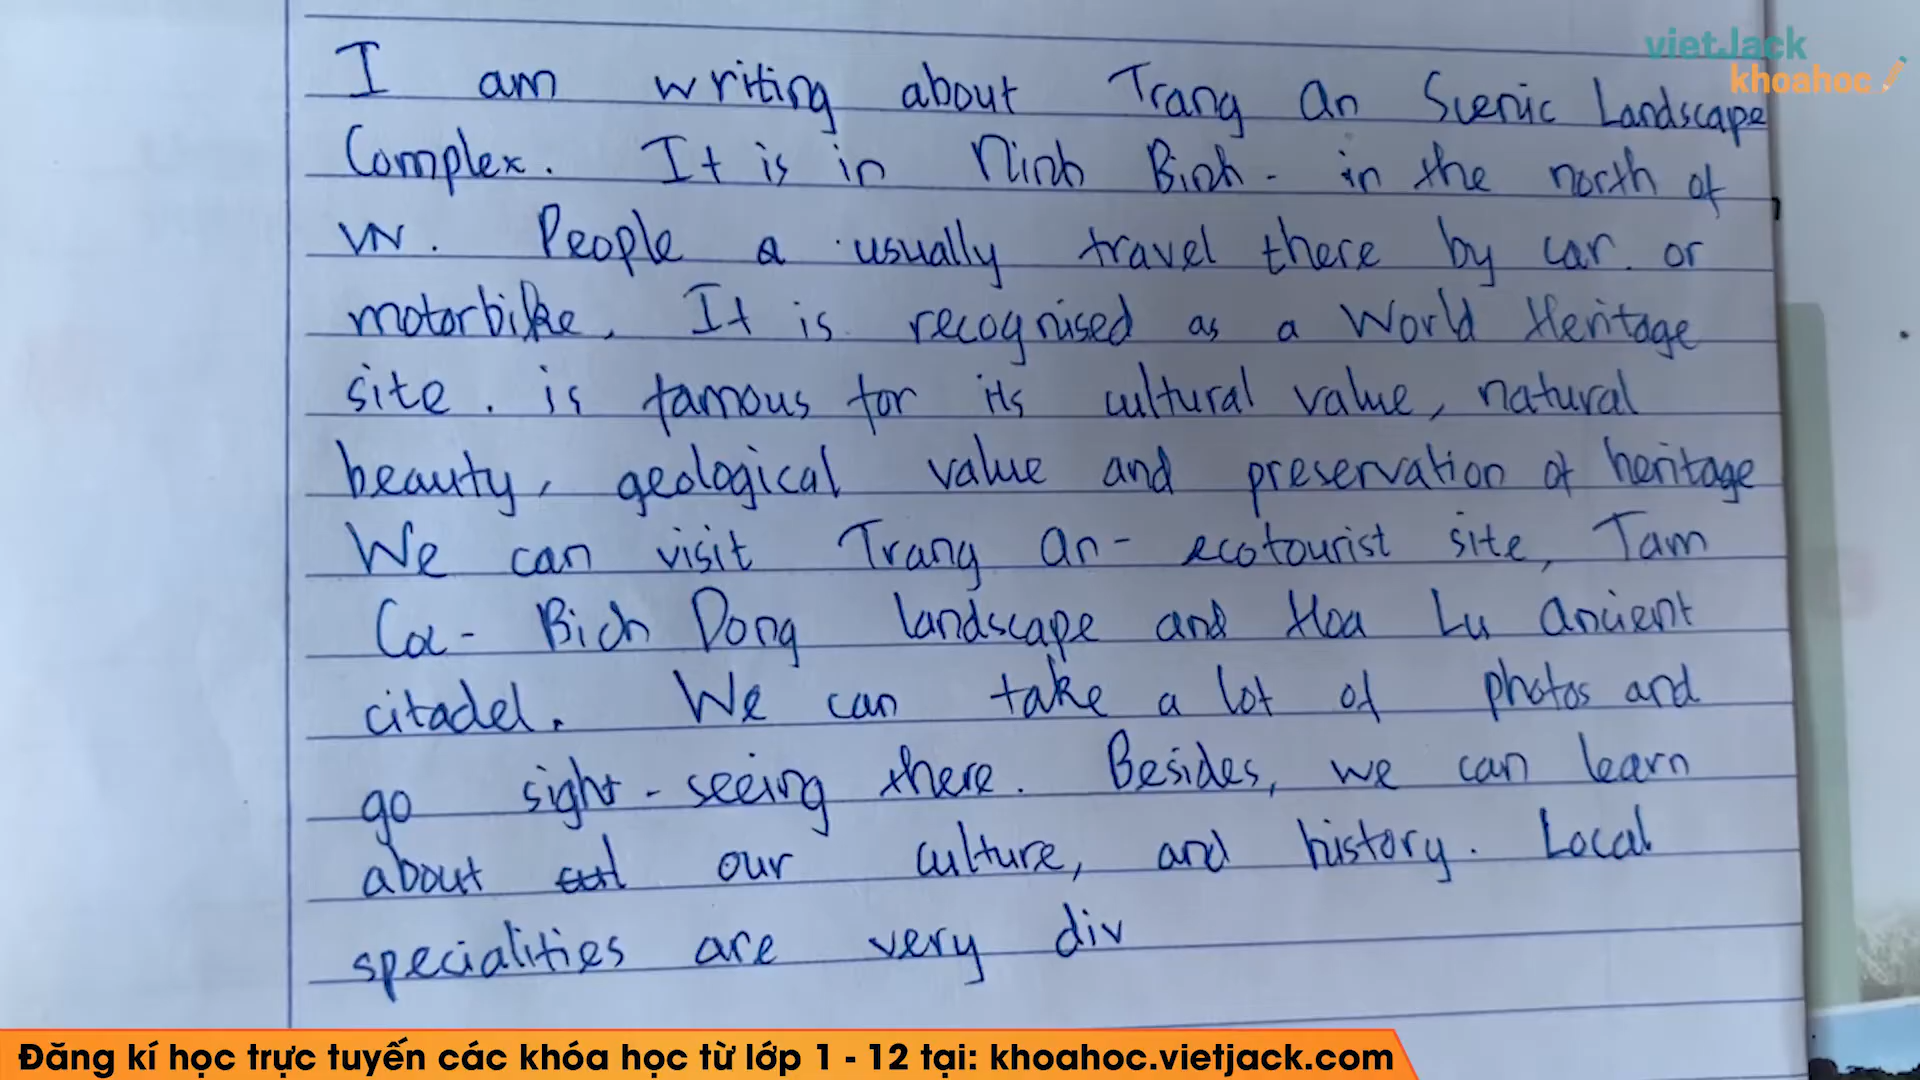 vietJack
khoahoc
I am writing about Trang An Scenic Landscape
Complex. It is in Ninh Binh - in the north of
VN. People a usually travel there by car or
motorbike. It is recognised as a World Heritage
site. is famous for its cultural value, natural
beauty, geological value and preservation of heritage
We can visit Trang An - ecotourist site, Tam
Coc - Bich Dong landscape and Hoa Lu ancient
citadel. We can take a lot of photos and
go sight-seeing there. Besides, we can learn
about our culture, and history. Local
specialities are very div
Đăng kí học trực tuyến các khóa học từ lớp 1 - 12 tại: khoahoc.vietjack.com